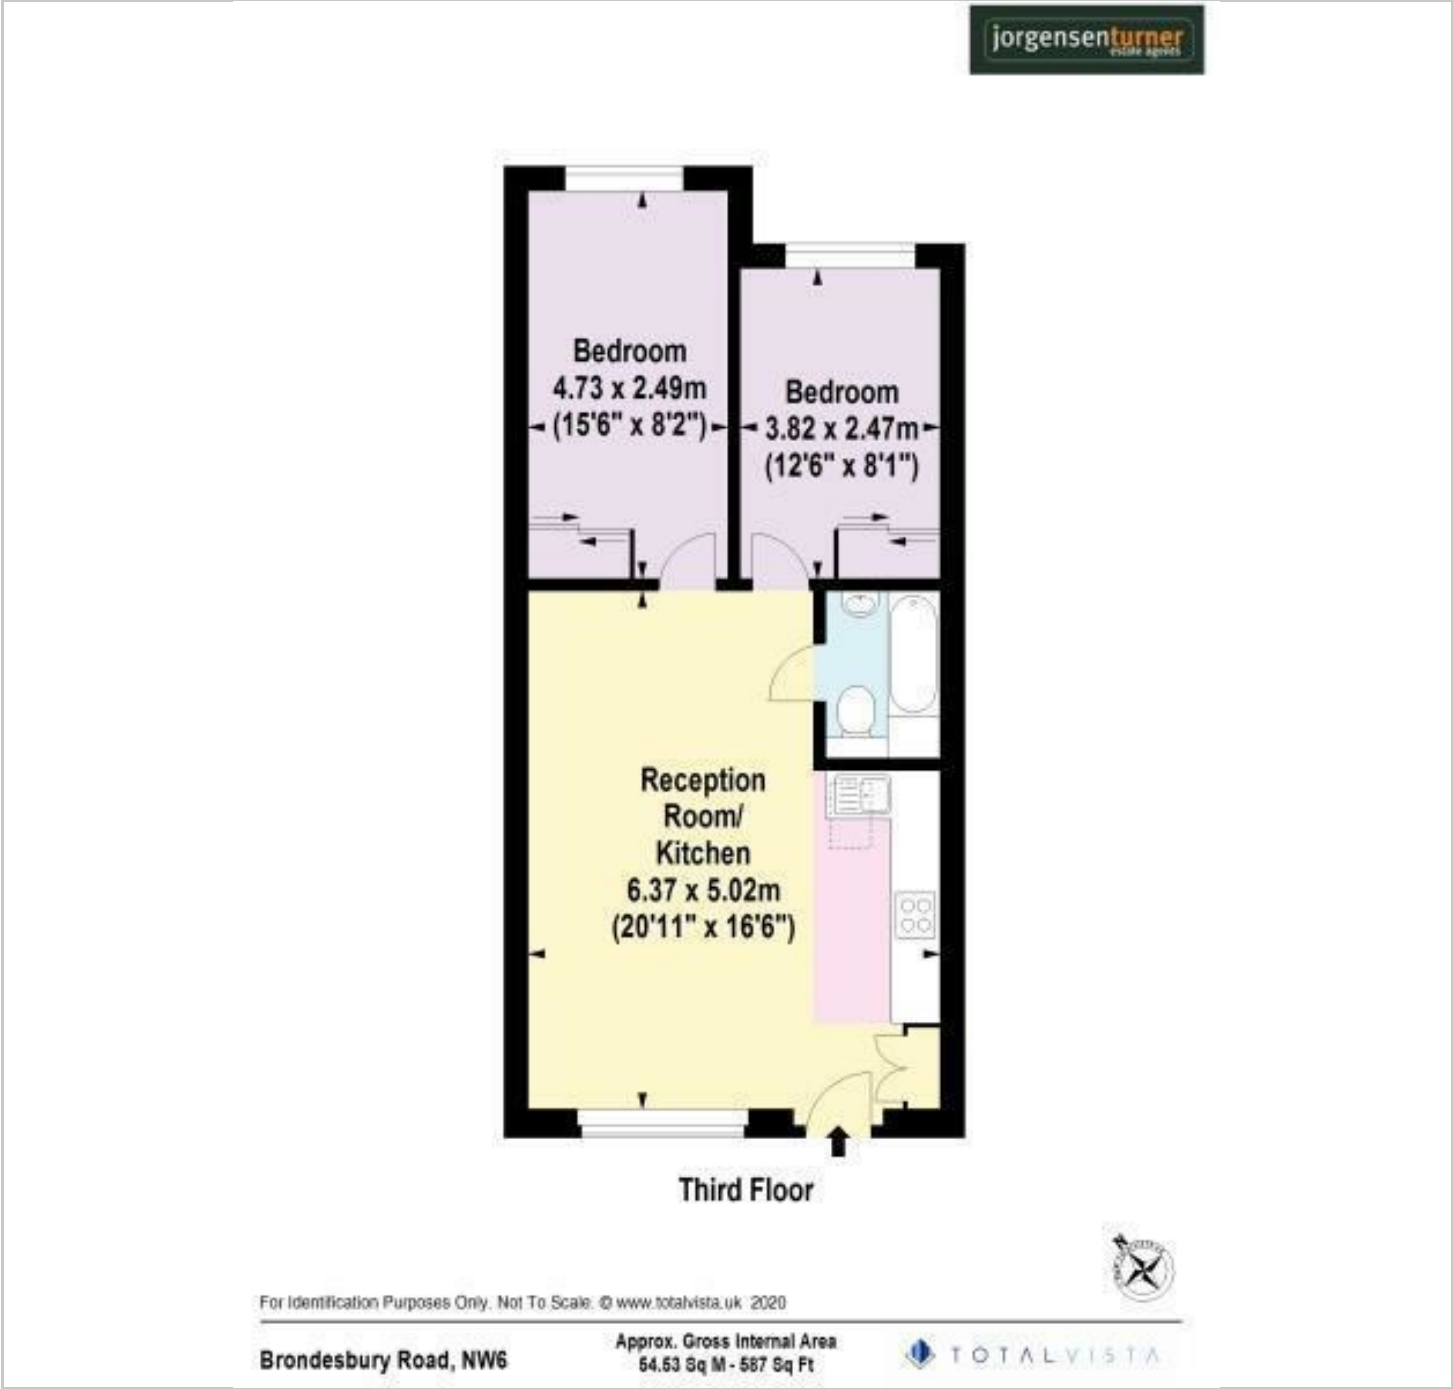 jorgensenturner
estate agents
Bedroom
4.73 x 2.49m
(15'6" x 8'2")
Bedroom
3.82 x 2.47m
(12'6" x 8'1")
Reception
Room/
Kitchen
6.37 x 5.02m
(20'11" x 16'6")
Third Floor
N
For Identification Purposes Only. Not To Scale. © www.totalvista.uk 2020
Brondesbury Road, NW6
Approx. Gross Internal Area
54.53 Sq M - 587 Sq Ft
TOTALVISTA